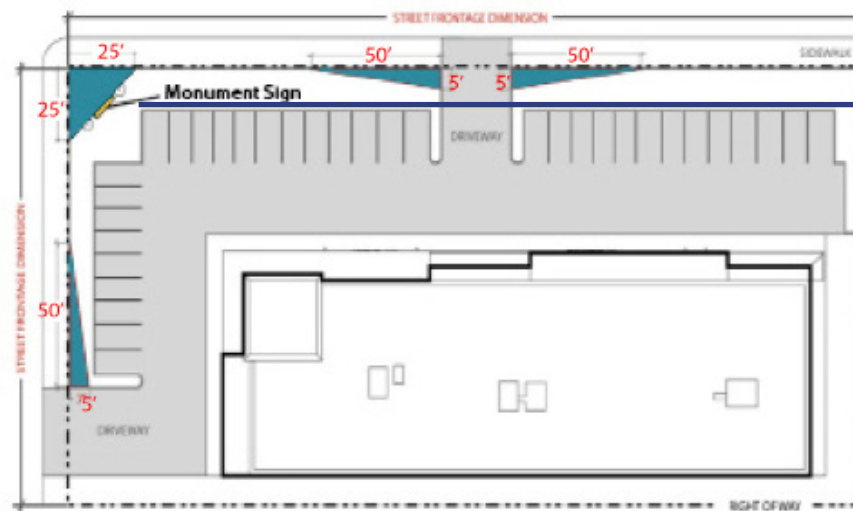 STREET FRONTAGE DIMENSION
25'
50'
50'
SIDEWALK
5'
5'
Monument Sign
25'
DRIVEWAY
STREET FRONTAGE DIMENSION
50'
5'
DRIVEWAY
RIGHT OF WAY